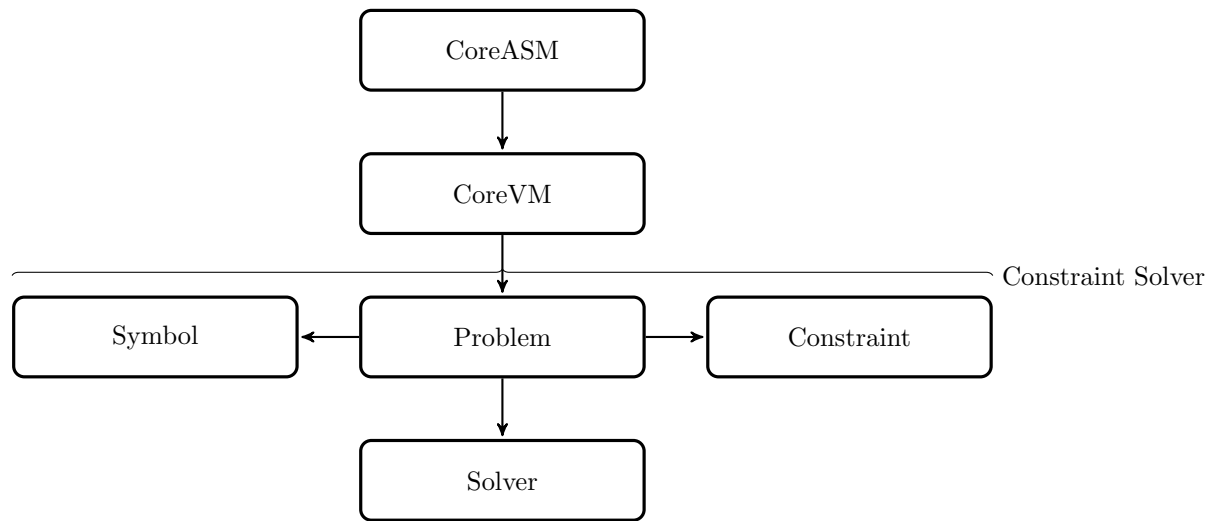 CoreASM
CoreVM
Constraint Solver
Symbol
Problem
Constraint
Solver